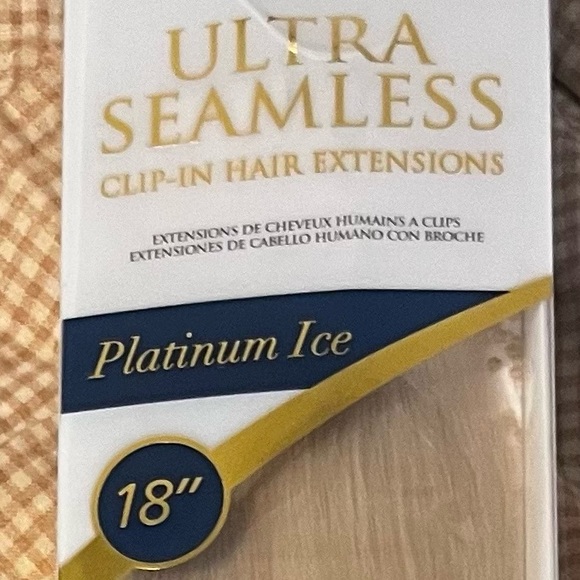 ULTRA
SEAMLESS
CLIP-IN HAIR EXTENSIONS
EXTENSIONS DE CHEVEUX HUMAINS A CLIPS
EXTENSIONES DE CABELLO HUMANO CON BROCHE
Platinum Ice
18"